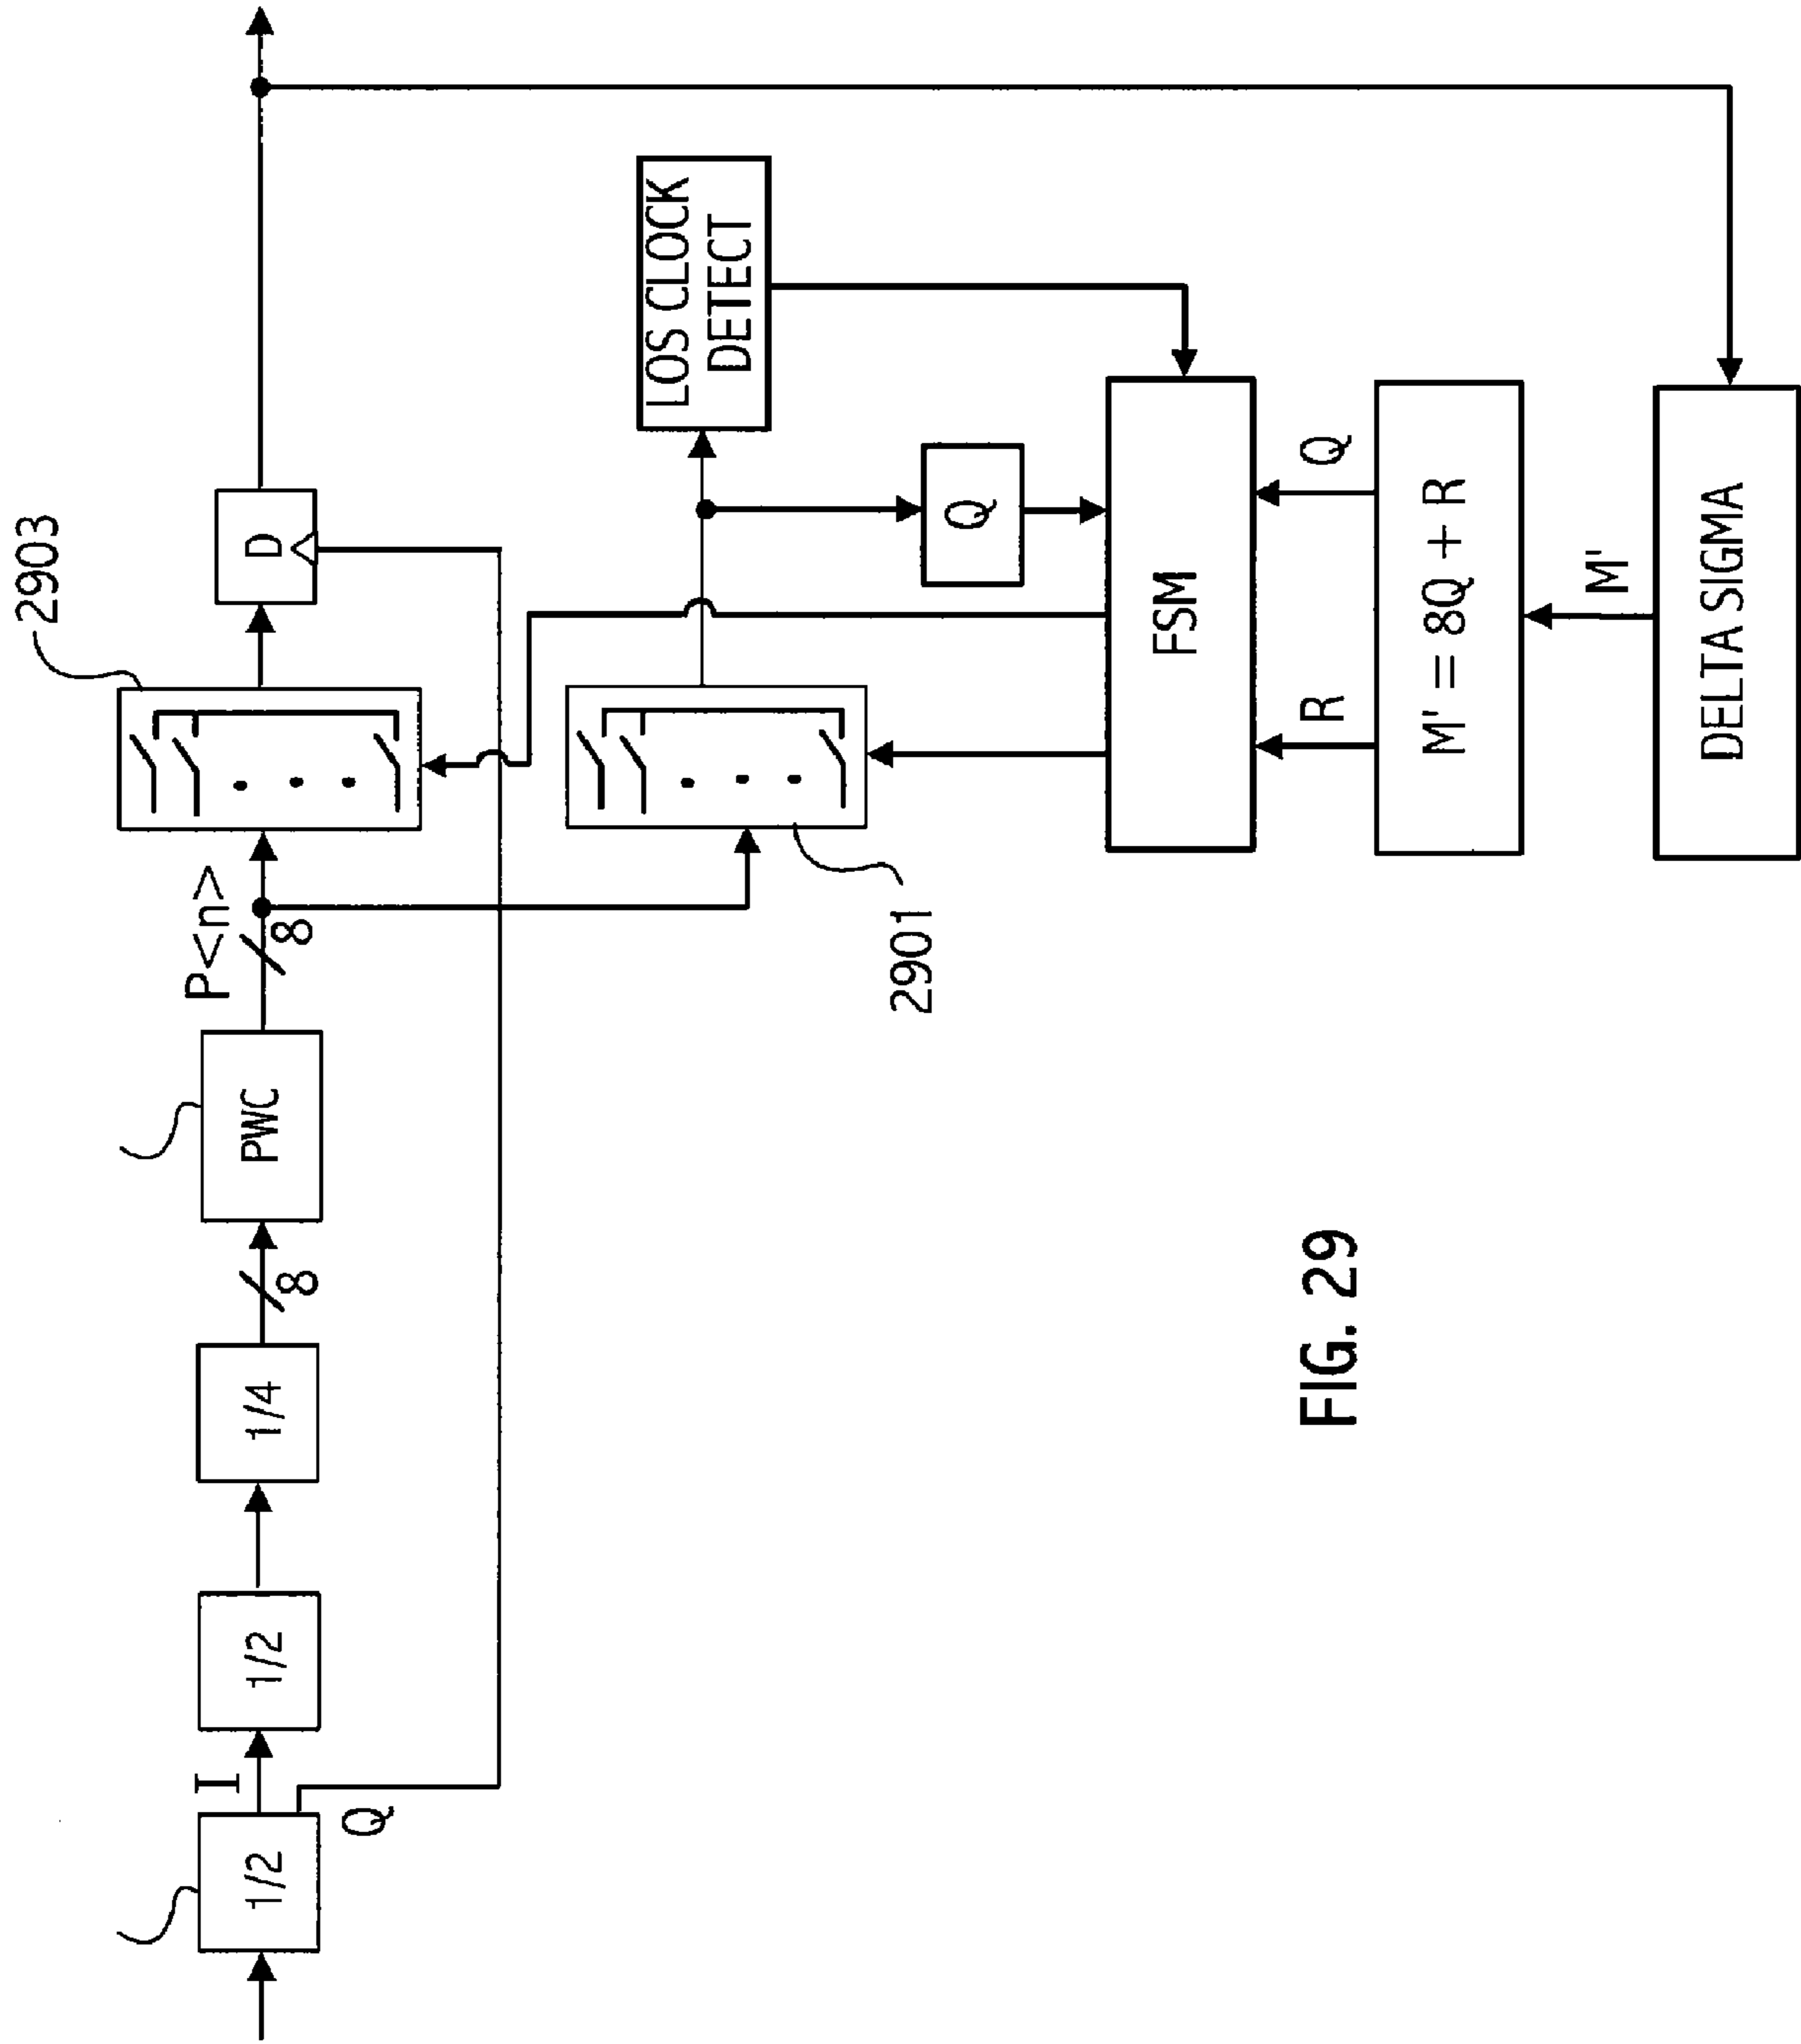 1/2
I
Q
1/2
1/4
8
PWC
P<n>
8
2903
D
2901
LOS CLOCK
DETECT
Q
FSM
R
Q
M' = 8Q + R
M'
DELTA SIGMA
FIG. 29